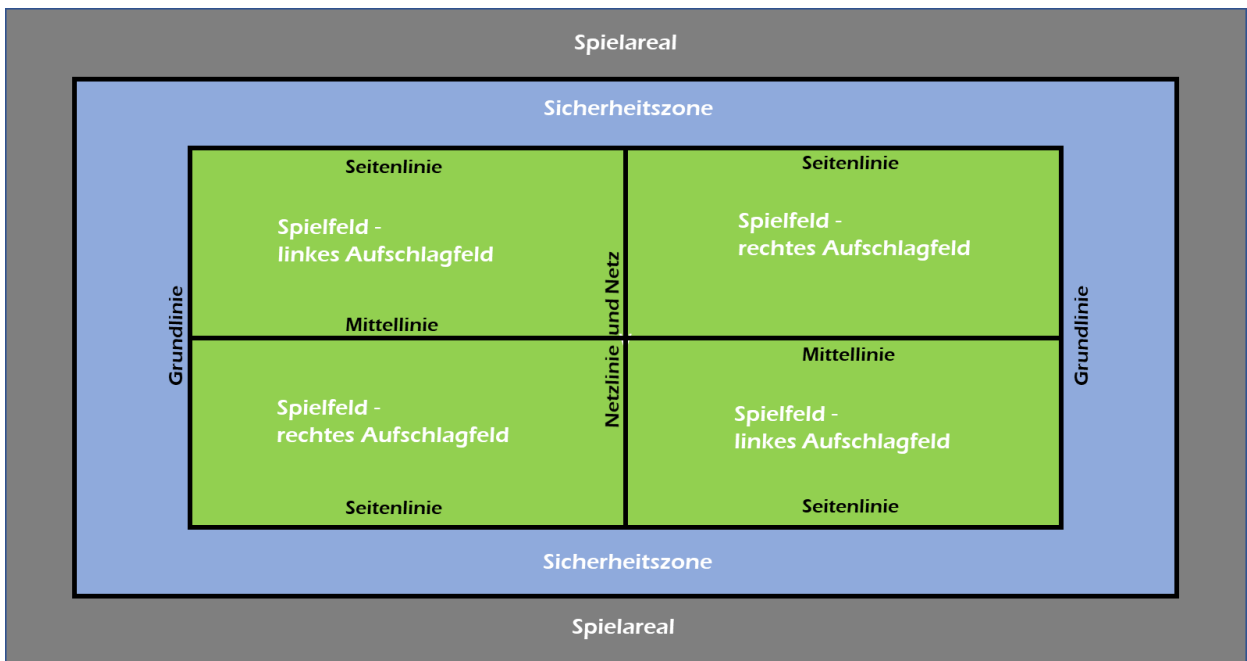 Spielareal
Sicherheitszone
Seitenlinie
Seitenlinie
Spielfeld -
linkes Aufschlagfeld
Spielfeld -
rechtes Aufschlagfeld
Grundlinie
Netzlinie und Netz
Grundlinie
Mittellinie
Mittellinie
Spielfeld -
rechtes Aufschlagfeld
Spielfeld -
linkes Aufschlagfeld
Seitenlinie
Seitenlinie
Sicherheitszone
Spielareal